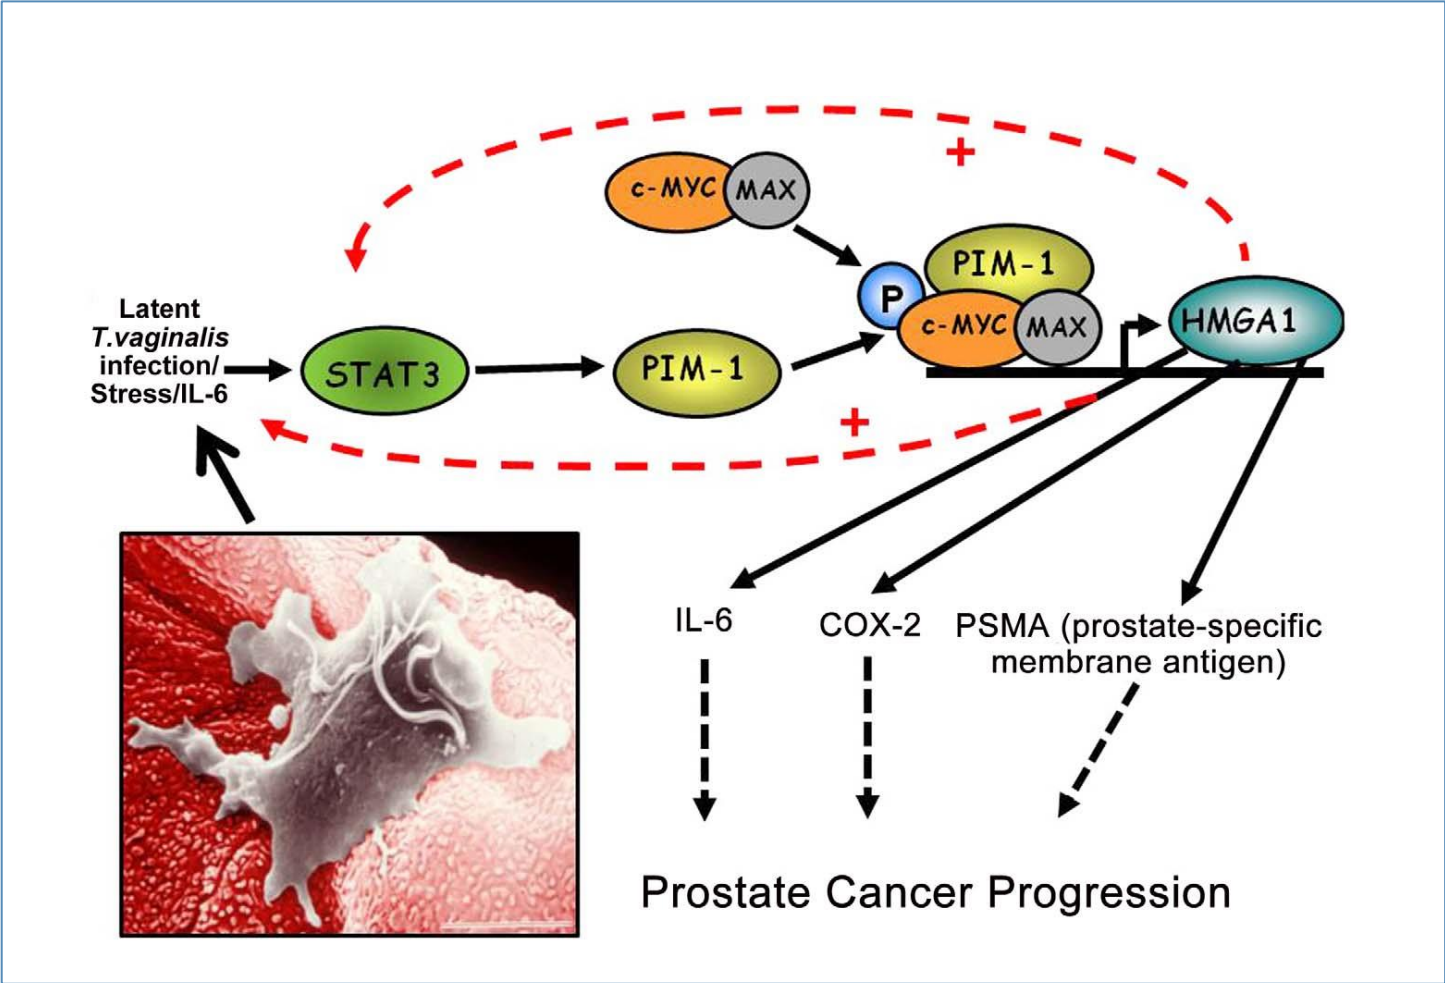 +
c-MYC
MAX
PIM-1
P
c-MYC
MAX
HMGA1
Latent
T.vaginalis
infection/
Stress/IL-6
STAT3
PIM-1
+
IL-6
COX-2
PSMA (prostate-specific
membrane antigen)
Prostate Cancer Progression